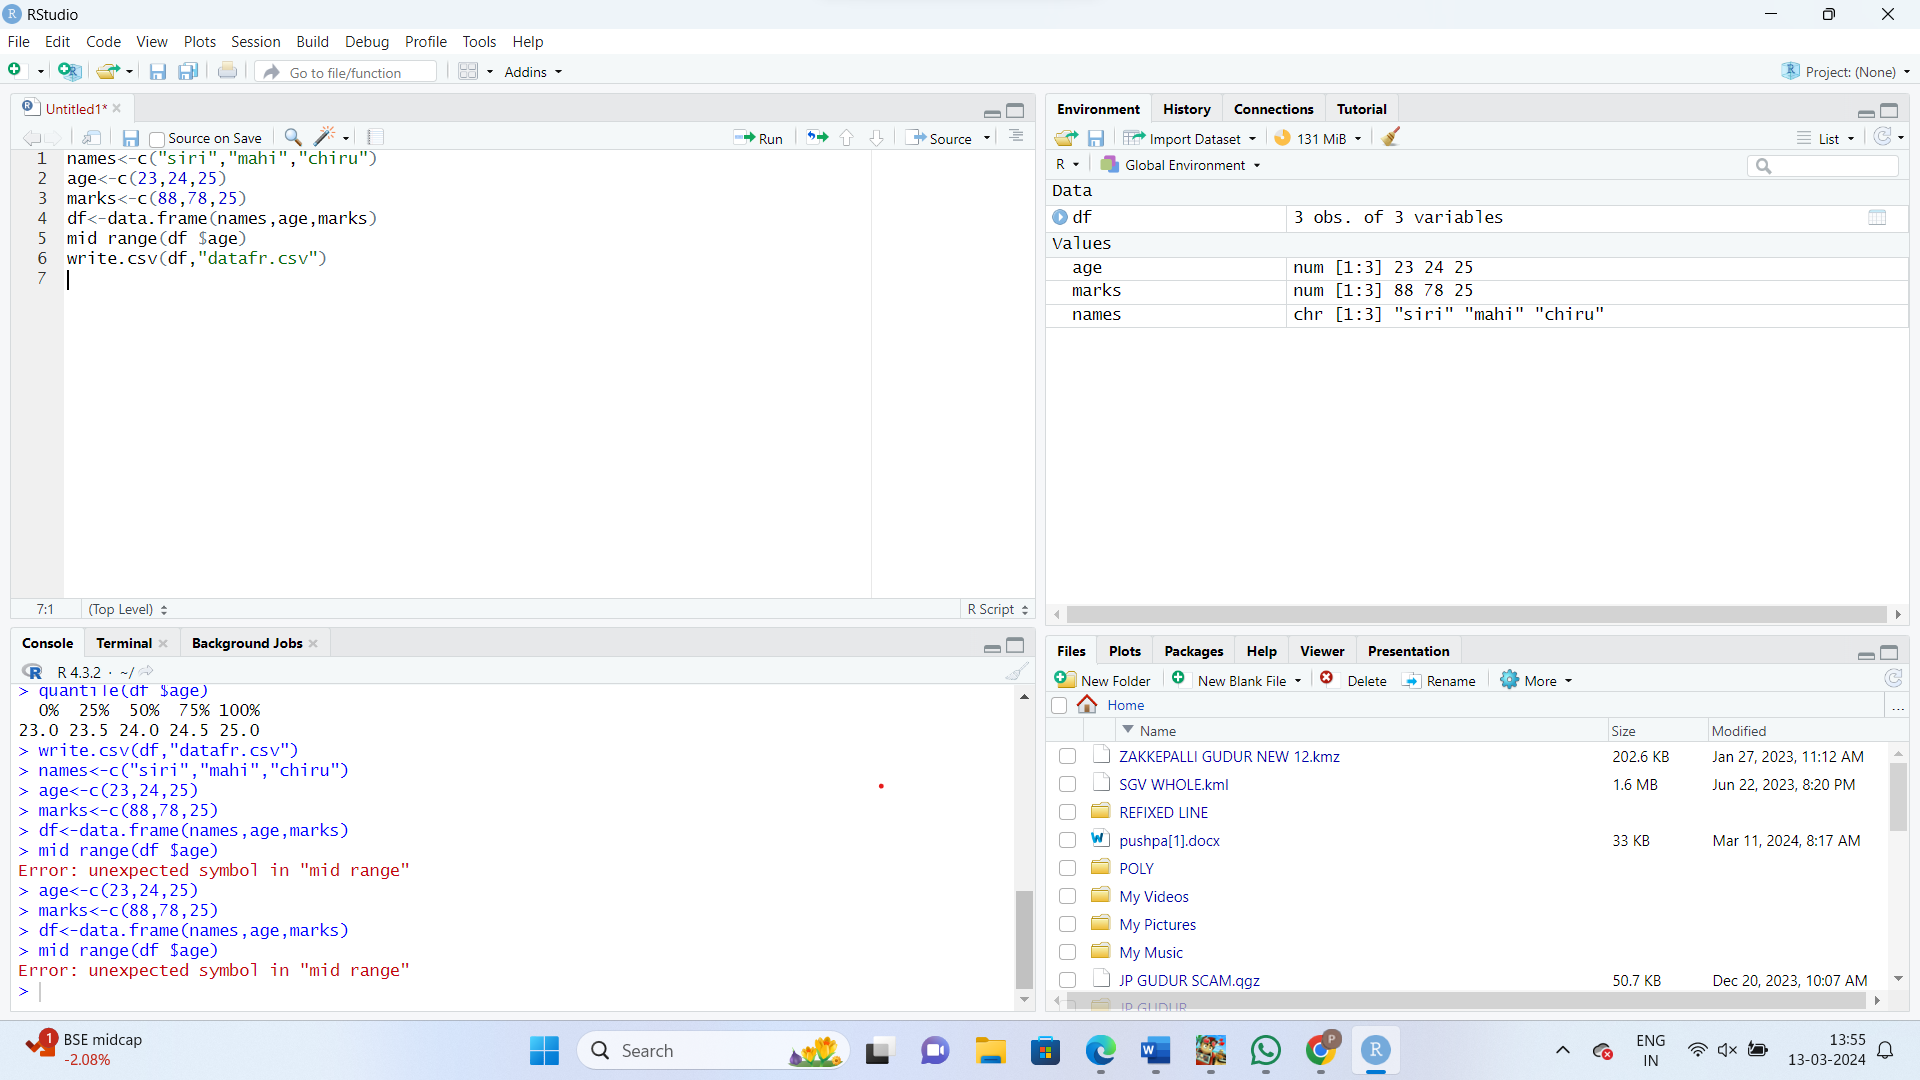 RStudio
File Edit Code View Plots Session Build Debug Profile Tools Help
Go to file/function Addins Project: (None)
Untitled1*
Source on Save Run Source
1 names<-c("siri","mahi","chiru")
2 age<-c(23,24,25)
3 marks<-c(88,78,25)
4 df<-data.frame(names,age,marks)
5 mid range(df $age)
6 write.csv(df,"datafr.csv")
7
7:1 (Top Level) R Script
Console Terminal Background Jobs
R 4.3.2 · ~/
> quantile(df $age)
0% 25% 50% 75% 100%
23.0 23.5 24.0 24.5 25.0
> write.csv(df,"datafr.csv")
> names<-c("siri","mahi","chiru")
> age<-c(23,24,25)
> marks<-c(88,78,25)
> df<-data.frame(names,age,marks)
> mid range(df $age)
Error: unexpected symbol in "mid range"
> age<-c(23,24,25)
> marks<-c(88,78,25)
> df<-data.frame(names,age,marks)
> mid range(df $age)
Error: unexpected symbol in "mid range"
>
Environment History Connections Tutorial
Import Dataset 131 MiB List
R Global Environment
Data
df 3 obs. of 3 variables
Values
age num [1:3] 23 24 25
marks num [1:3] 88 78 25
names chr [1:3] "siri" "mahi" "chiru"
Files Plots Packages Help Viewer Presentation
New Folder New Blank File Delete Rename More
Home ...
Name Size Modified
ZAKKEPALLI GUDUR NEW 12.kmz 202.6 KB Jan 27, 2023, 11:12 AM
SGV WHOLE.kml 1.6 MB Jun 22, 2023, 8:20 PM
REFIXED LINE
pushpa[1].docx 33 KB Mar 11, 2024, 8:17 AM
POLY
My Videos
My Pictures
My Music
JP GUDUR SCAM.qgz 50.7 KB Dec 20, 2023, 10:07 AM
JP GUDUR
1 BSE midcap
-2.08%
Search
P
ENG
IN
13:55
13-03-2024